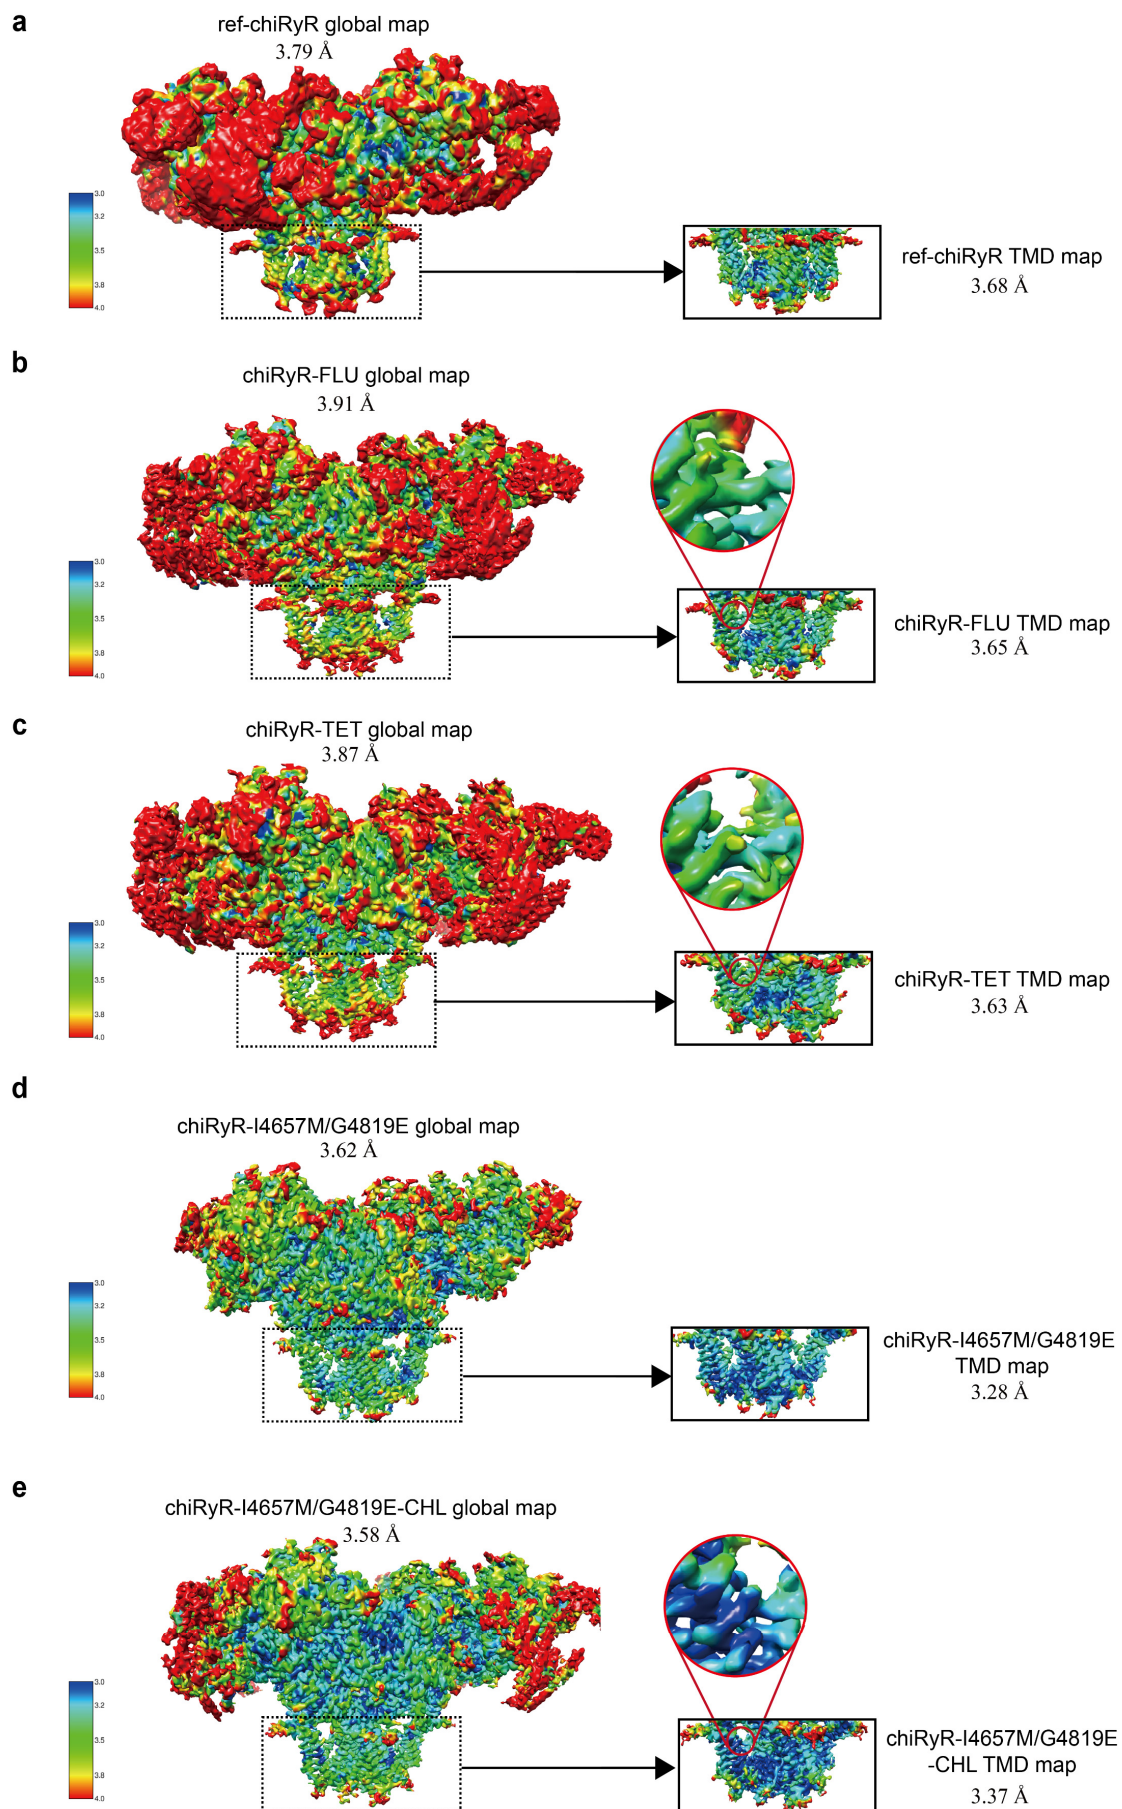 a
ref-chiRyR global map
3.79 Å
3.0
3.2
3.5
3.8
4.0
ref-chiRyR TMD map
3.68 Å
b
chiRyR-FLU global map
3.91 Å
3.0
3.2
3.5
3.8
4.0
chiRyR-FLU TMD map
3.65 Å
c
chiRyR-TET global map
3.87 Å
3.0
3.2
3.5
3.8
4.0
chiRyR-TET TMD map
3.63 Å
d
chiRyR-I4657M/G4819E global map
3.62 Å
3.0
3.2
3.5
3.8
4.0
chiRyR-I4657M/G4819E
TMD map
3.28 Å
e
chiRyR-I4657M/G4819E-CHL global map
3.58 Å
3.0
3.2
3.5
3.8
4.0
chiRyR-I4657M/G4819E
-CHL TMD map
3.37 Å